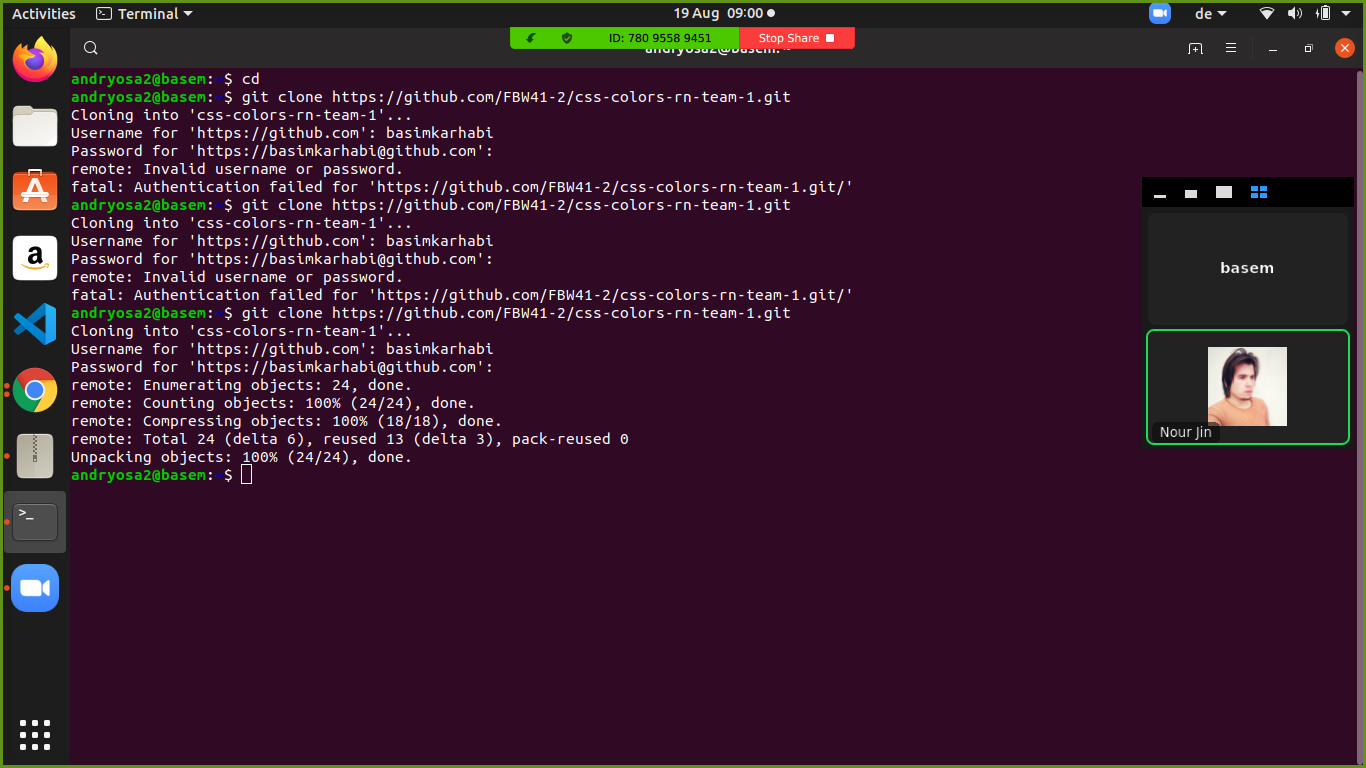 Activities
Terminal
19 Aug 09:00
de
ID: 780 9558 9451
Stop Share
andryosa2@basem: ~
andryosa2@basem:~$ cd
andryosa2@basem:~$ git clone https://github.com/FBW41-2/css-colors-rn-team-1.git
Cloning into 'css-colors-rn-team-1'...
Username for 'https://github.com': basimkarhabi
Password for 'https://basimkarhabi@github.com':
remote: Invalid username or password.
fatal: Authentication failed for 'https://github.com/FBW41-2/css-colors-rn-team-1.git/'
andryosa2@basem:~$ git clone https://github.com/FBW41-2/css-colors-rn-team-1.git
Cloning into 'css-colors-rn-team-1'...
Username for 'https://github.com': basimkarhabi
Password for 'https://basimkarhabi@github.com':
remote: Invalid username or password.
fatal: Authentication failed for 'https://github.com/FBW41-2/css-colors-rn-team-1.git/'
andryosa2@basem:~$ git clone https://github.com/FBW41-2/css-colors-rn-team-1.git
Cloning into 'css-colors-rn-team-1'...
Username for 'https://github.com': basimkarhabi
Password for 'https://basimkarhabi@github.com':
remote: Enumerating objects: 24, done.
remote: Counting objects: 100% (24/24), done.
remote: Compressing objects: 100% (18/18), done.
remote: Total 24 (delta 6), reused 13 (delta 3), pack-reused 0
Unpacking objects: 100% (24/24), done.
andryosa2@basem:~$
basem
Nour Jin